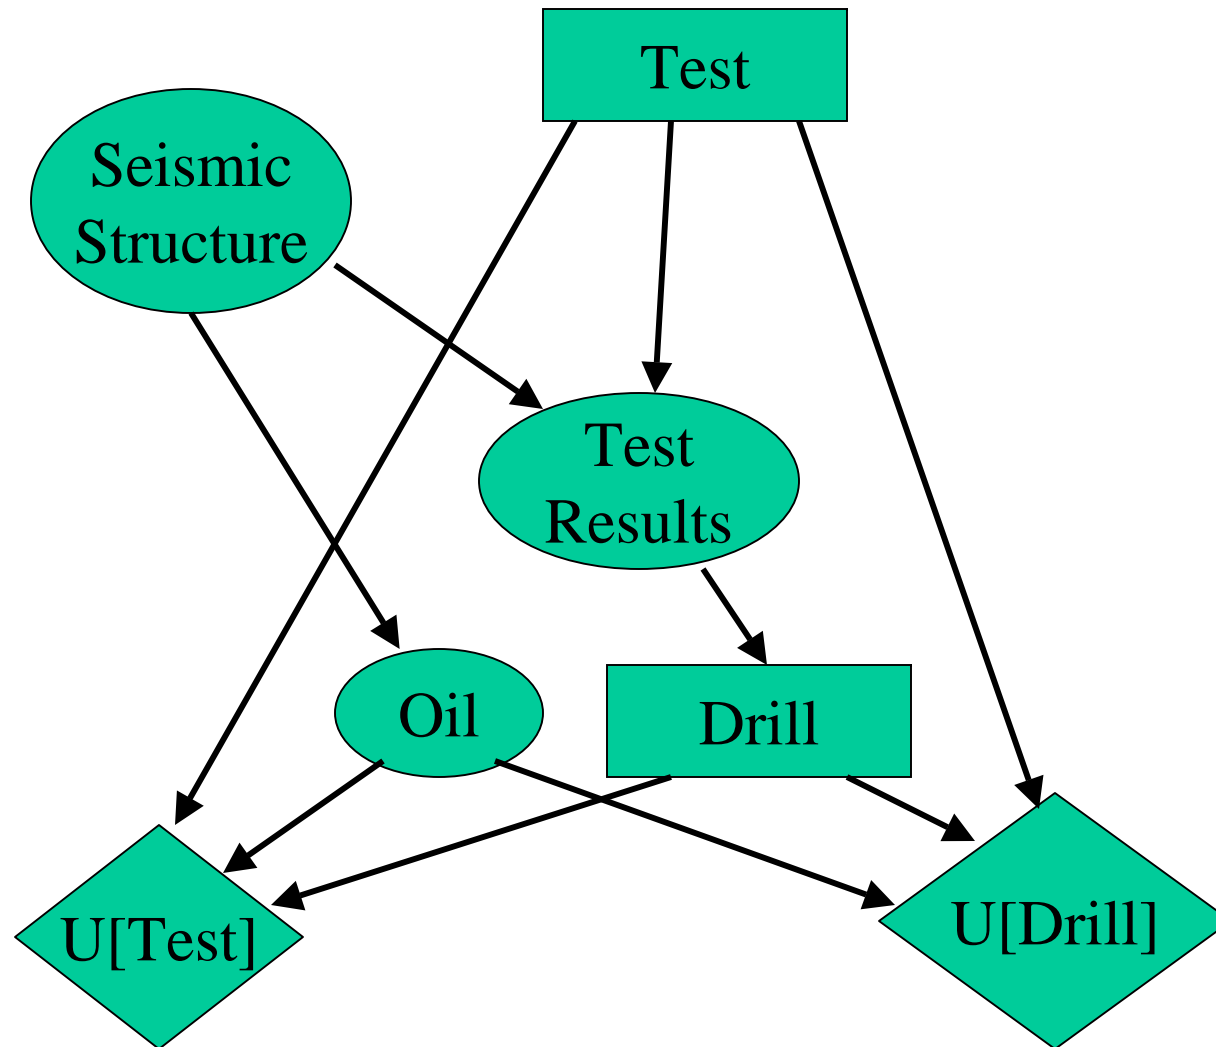 Test
Seismic
Structure
Test
Results
Oil
Drill
U[Test]
U[Drill]